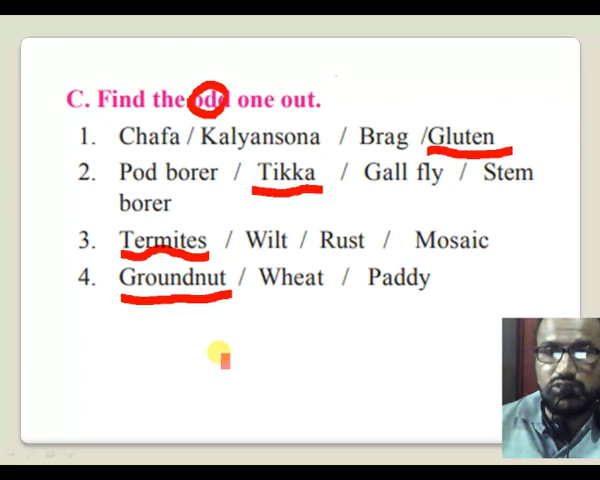 C. Find the odd one out.
1. Chafa / Kalyansona / Brag /Gluten
2. Pod borer / Tikka / Gall fly / Stem
borer
3. Termites / Wilt / Rust / Mosaic
4. Groundnut / Wheat / Paddy